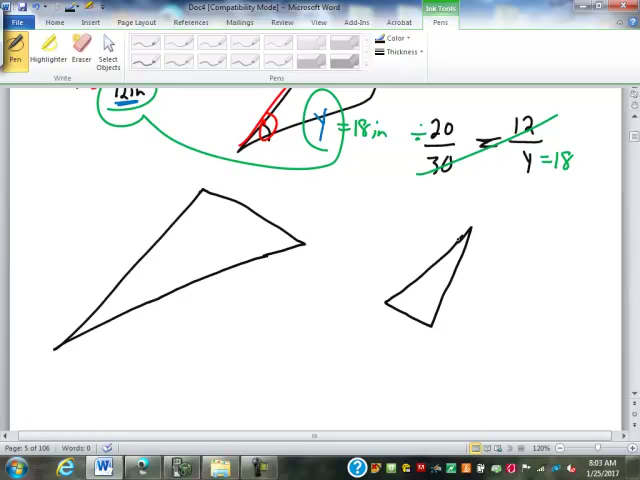 Doc4 [Compatibility Mode] - Microsoft Word
Ink Tools
File Home Insert Page Layout References Mailings Review View Add-Ins Acrobat Pens
Pen Highlighter Eraser Select Objects
Color
Thickness
Write
Pens
12in
Y = 18 in
÷ 20 = 12
30 Y = 18
Page: 5 of 106 Words: 0 120%
8:03 AM
1/25/2017